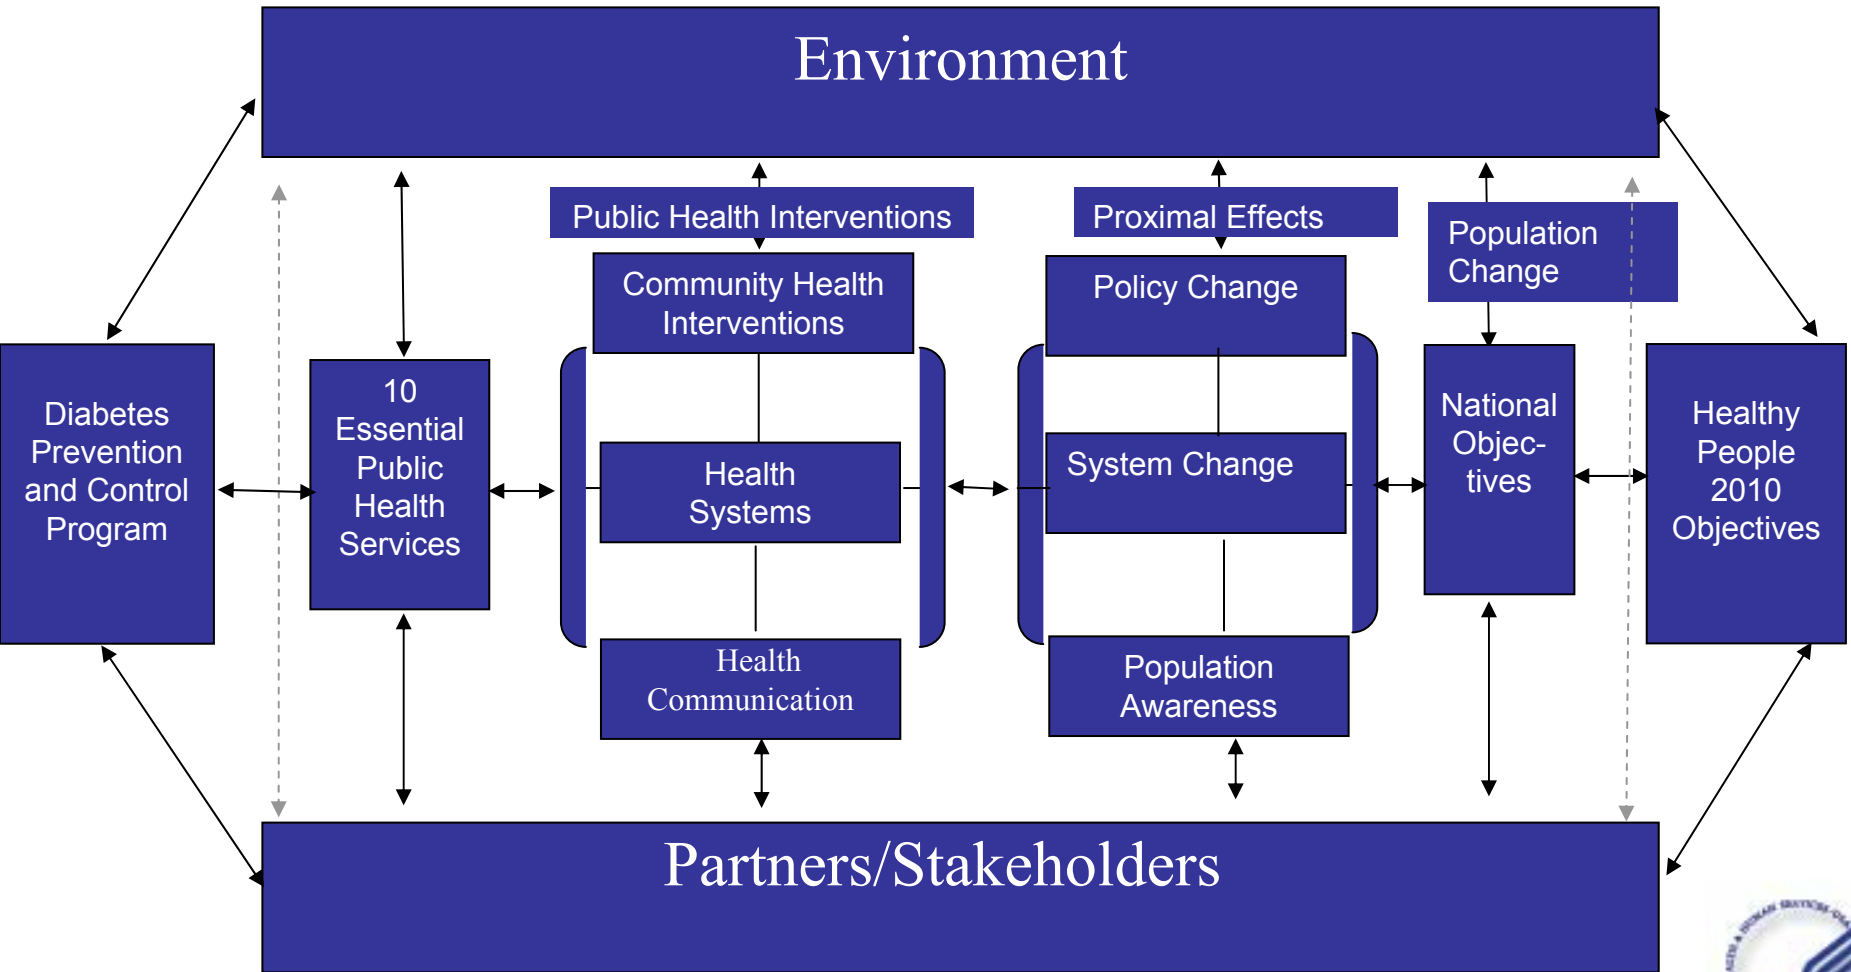 Environment
Public Health Interventions
Proximal Effects
Population
Change
Community Health
Interventions
Policy Change
Diabetes
Prevention
and Control
Program
10
Essential
Public
Health
Services
Health
Systems
System Change
National
Objec-
tives
Healthy
People
2010
Objectives
Health
Communication
Population
Awareness
Partners/Stakeholders
HUMAN SERVICES